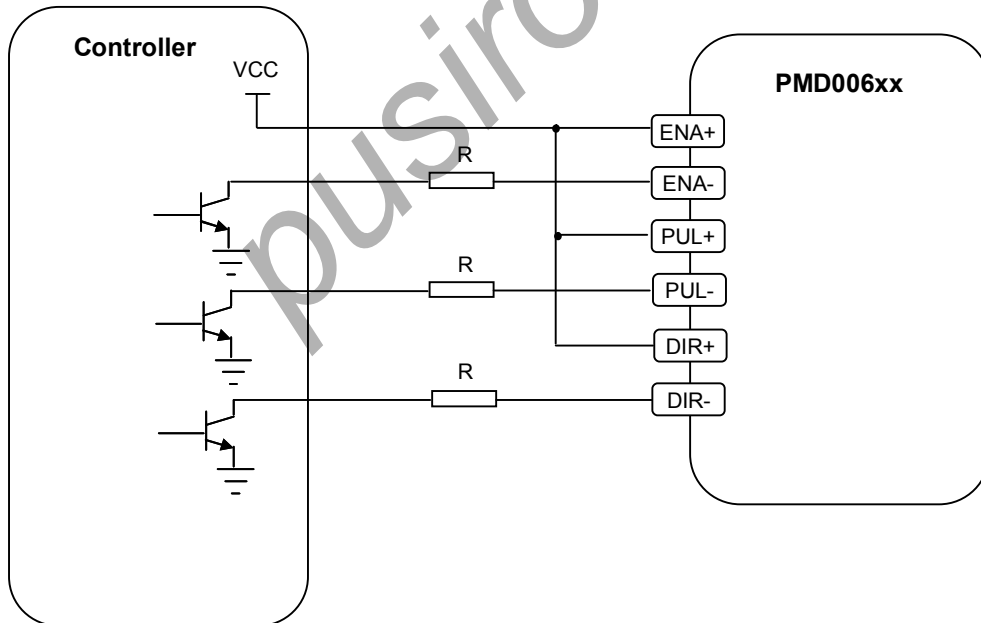 Controller
VCC
PMD006xx
ENA+
R
ENA-
PUL+
R
PUL-
DIR+
R
DIR-
pusiro